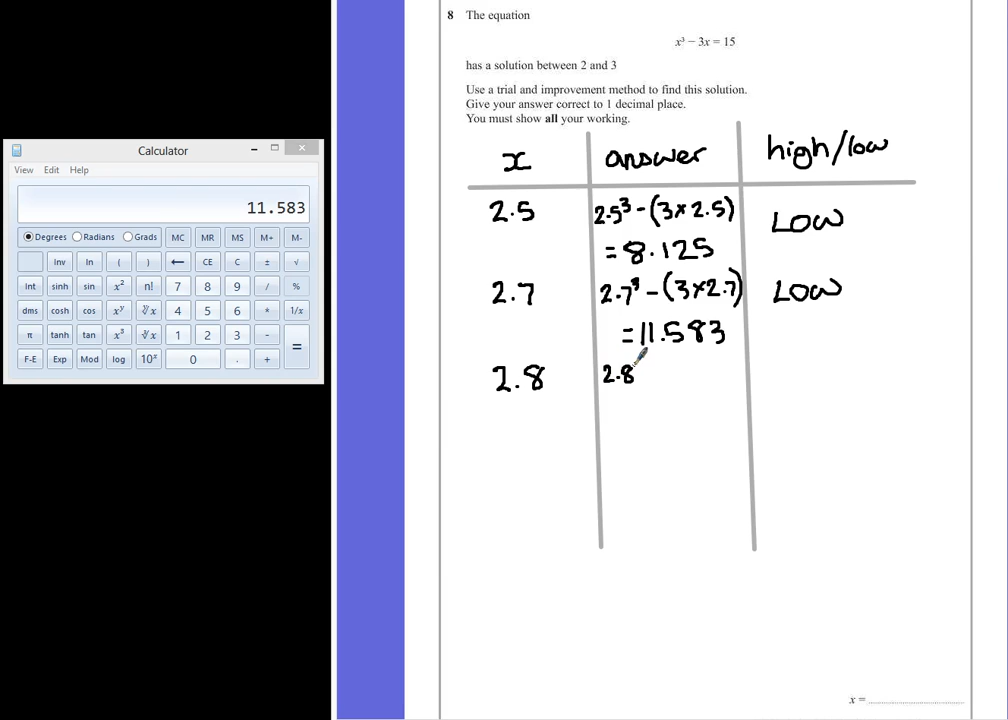 8 The equation
x³ − 3x = 15
has a solution between 2 and 3
Use a trial and improvement method to find this solution.
Give your answer correct to 1 decimal place.
You must show all your working.
x answer high/low
2.5 2.5³ - (3×2.5) LOW
= 8.125
2.7 2.7³ - (3×2.7) LOW
= 11.583
2.8 2.8
x = ........................
Calculator
View Edit Help
11.583
Degrees Radians Grads MC MR MS M+ M-
Inv ln ( ) ← CE C ± √
Int sinh sin x² n! 7 8 9 / %
dms cosh cos xʸ ʸ√x 4 5 6 * 1/x
π tanh tan x³ ³√x 1 2 3 - =
F-E Exp Mod log 10ˣ 0 . +